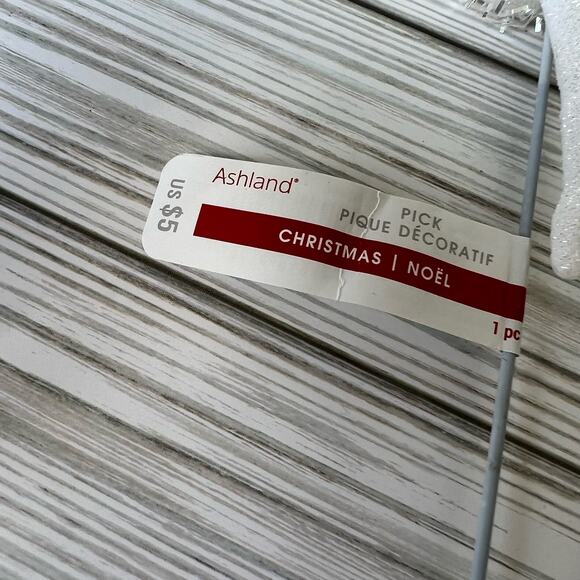 Ashland®
US $5
PICK
PIQUE DÉCORATIF
CHRISTMAS | NOËL
1 pc